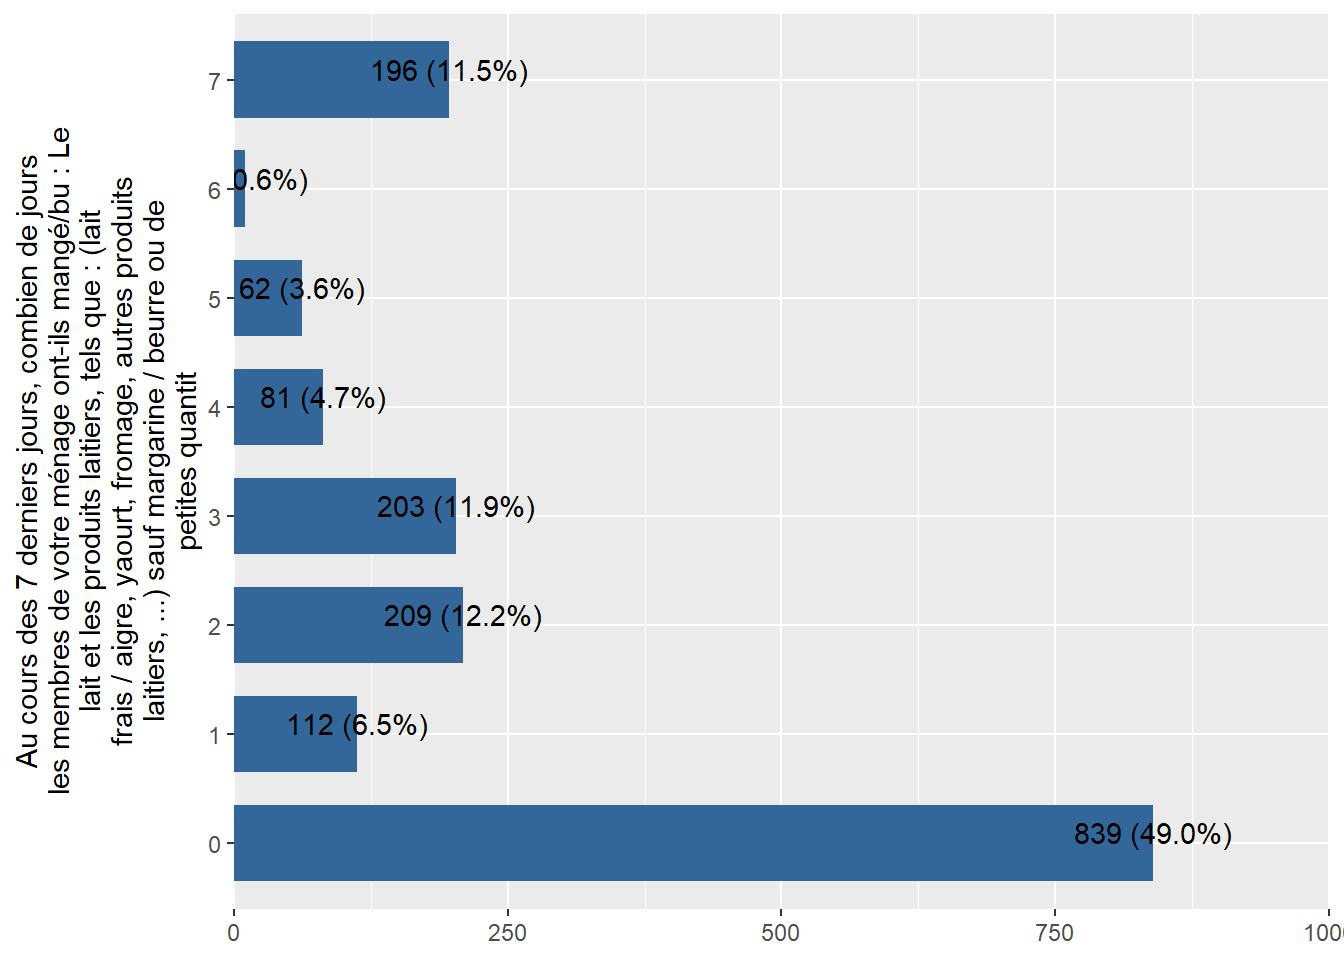 Au cours des 7 derniers jours, combien de jours
les membres de votre ménage ont-ils mangé/bu : Le
lait et les produits laitiers, tels que : (lait
frais / aigre, yaourt, fromage, autres produits
laitiers, ...) sauf margarine / beurre ou de
petites quantit
7
196 (11.5%)
6
0.6%)
5
62 (3.6%)
4
81 (4.7%)
3
203 (11.9%)
2
209 (12.2%)
1
112 (6.5%)
0
839 (49.0%)
0 250 500 750